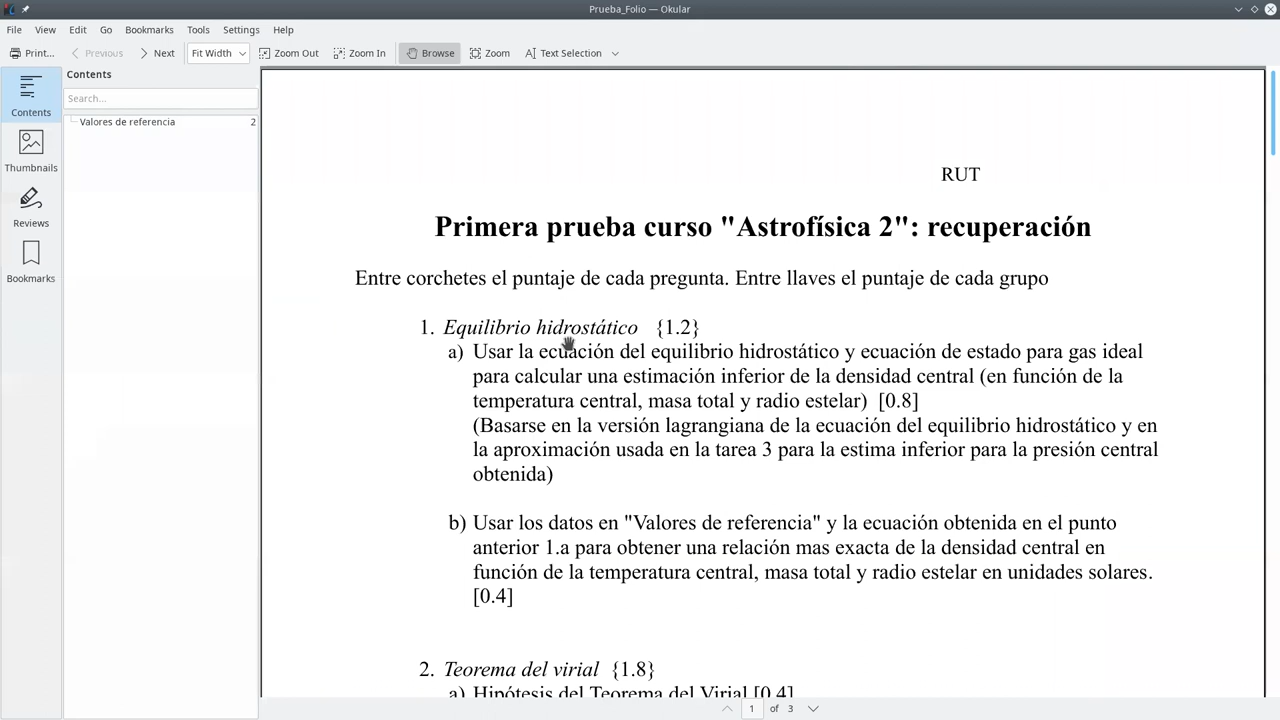 Prueba_Folio — Okular
File View Edit Go Bookmarks Tools Settings Help
Print... Previous Next Fit Width Zoom Out Zoom In Browse Zoom Text Selection
Contents
Search...
Valores de referencia 2
Contents
Thumbnails
Reviews
Bookmarks
RUT
Primera prueba curso "Astrofísica 2": recuperación
Entre corchetes el puntaje de cada pregunta. Entre llaves el puntaje de cada grupo
1. Equilibrio hidrostático {1.2}
a) Usar la ecuación del equilibrio hidrostático y ecuación de estado para gas ideal
para calcular una estimación inferior de la densidad central (en función de la
temperatura central, masa total y radio estelar) [0.8]
(Basarse en la versión lagrangiana de la ecuación del equilibrio hidrostático y en
la aproximación usada en la tarea 3 para la estima inferior para la presión central
obtenida)
b) Usar los datos en "Valores de referencia" y la ecuación obtenida en el punto
anterior 1.a para obtener una relación mas exacta de la densidad central en
función de la temperatura central, masa total y radio estelar en unidades solares.
[0.4]
2. Teorema del virial {1.8}
a) Hipótesis del Teorema del Virial [0.4]
1 of 3